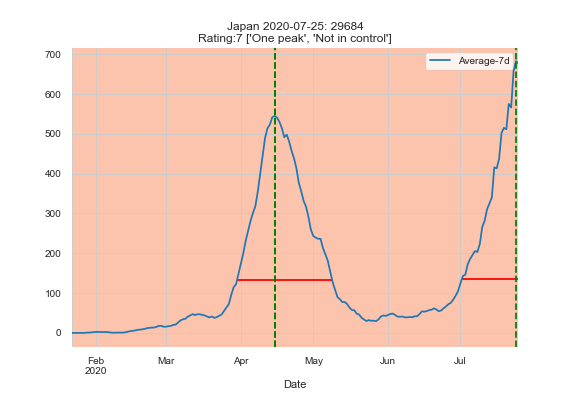 Japan 2020-07-25: 29684
Rating:7 ['One peak', 'Not in control']
Average-7d
700
600
500
400
300
200
100
0
Feb Mar Apr May Jun Jul
2020
Date